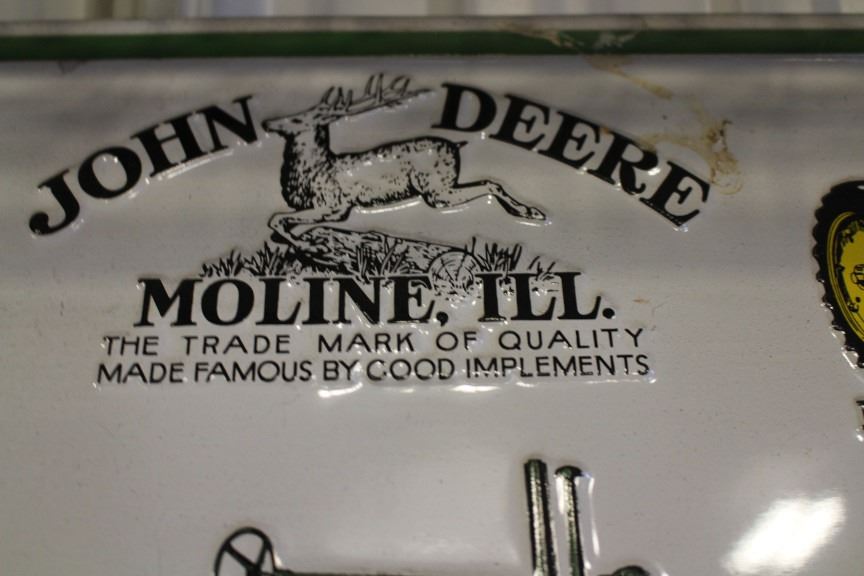 JOHN DEERE
MOLINE, ILL.
THE TRADE MARK OF QUALITY
MADE FAMOUS BY GOOD IMPLEMENTS